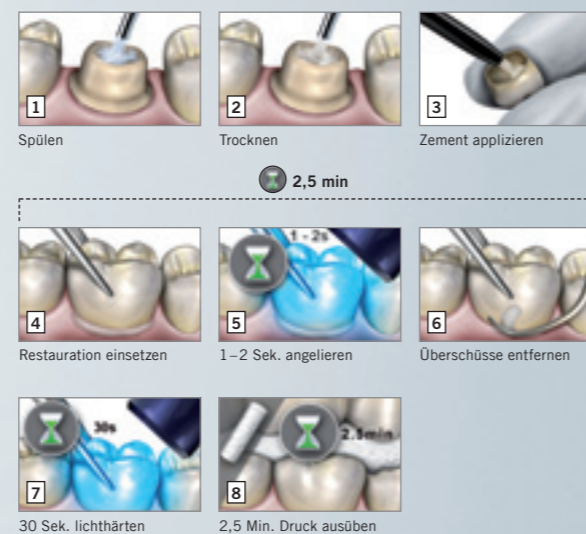 1
2
3
Spülen
Trocknen
Zement applizieren
2,5 min
4
1-2s
5
6
Restauration einsetzen
1–2 Sek. angelieren
Überschüsse entfernen
30s
7
2.5min
8
30 Sek. lichthärten
2,5 Min. Druck ausüben